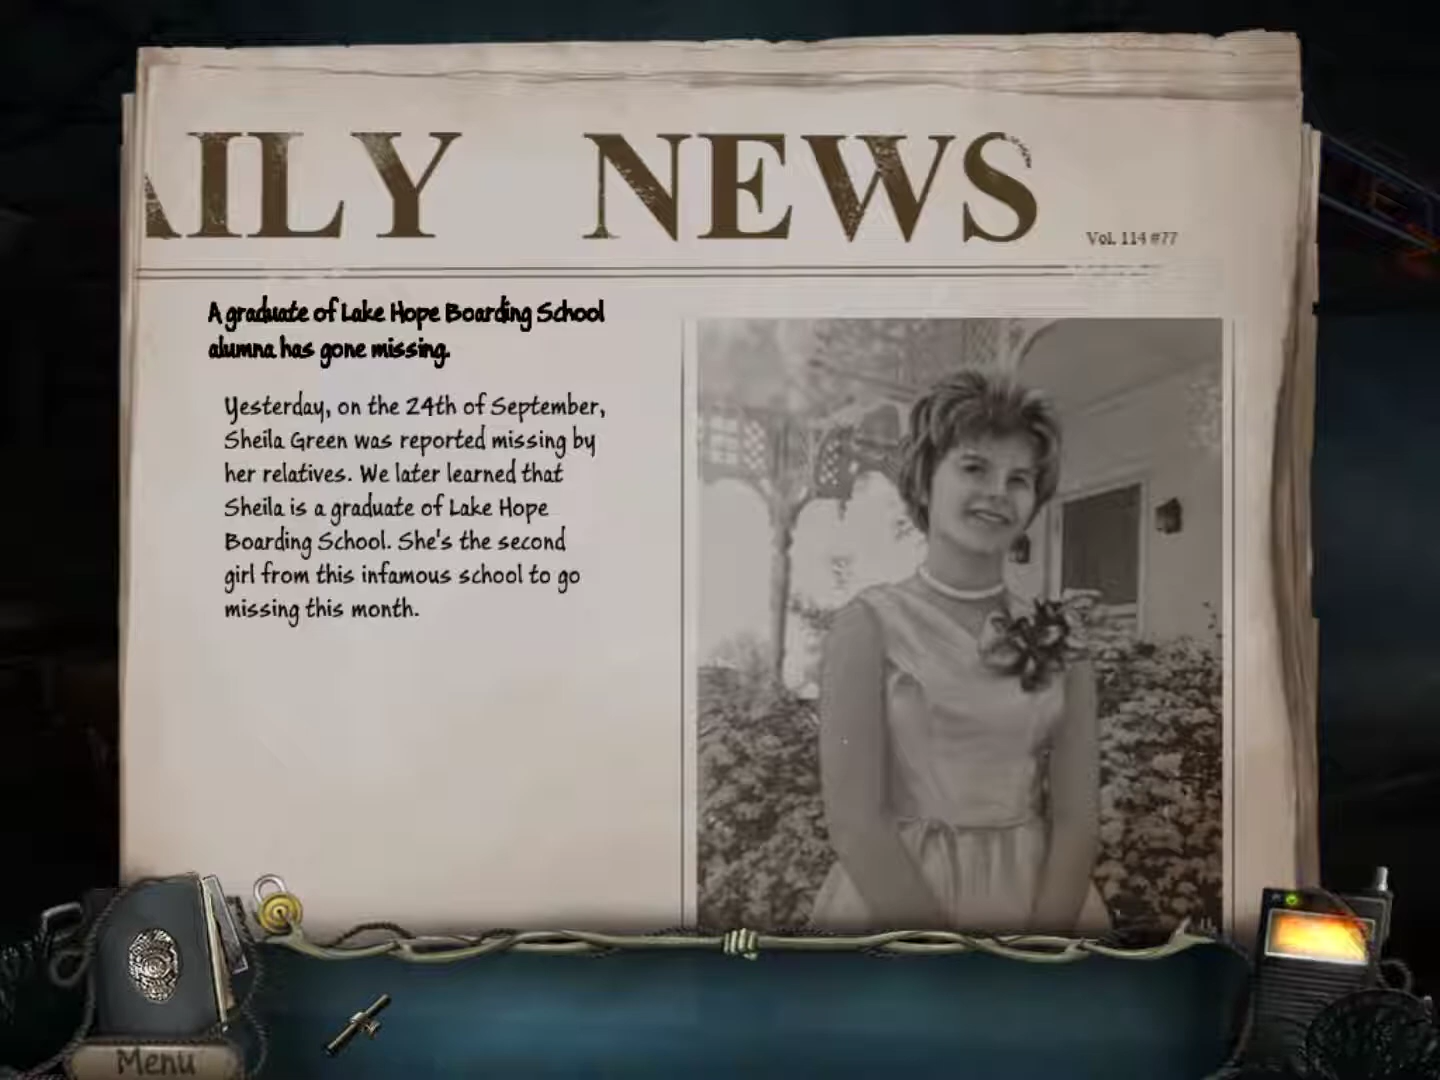 AILY NEWS
Vol. 114 #77
A graduate of Lake Hope Boarding School
alumna has gone missing.
Yesterday, on the 24th of September,
Sheila Green was reported missing by
her relatives. We later learned that
Sheila is a graduate of Lake Hope
Boarding School. She's the second
girl from this infamous school to go
missing this month.
Menu